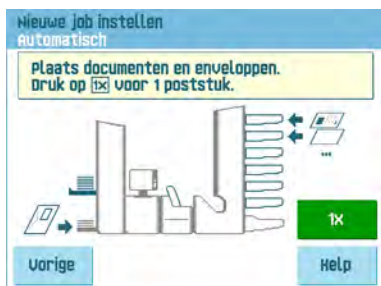 Nieuwe job instellen
Automatisch
Plaats documenten en enveloppen.
Druk op 1x voor 1 poststuk.
...
1x
Vorige
Help